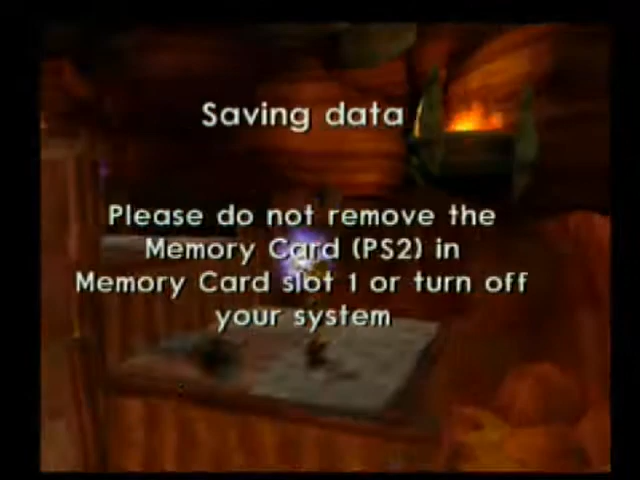 Saving data
Please do not remove the
Memory Card (PS2) in
Memory Card slot 1 or turn off
your system